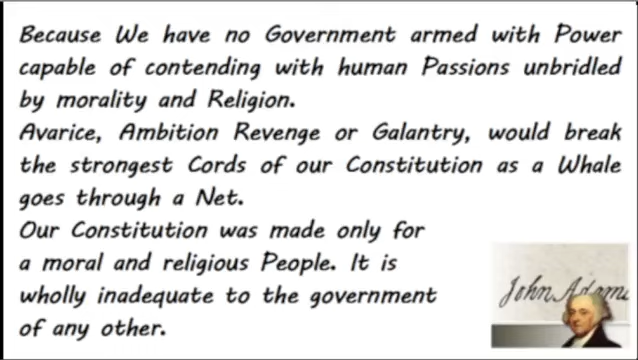 Because We have no Government armed with Power
capable of contending with human Passions unbridled
by morality and Religion.
Avarice, Ambition Revenge or Galantry, would break
the strongest Cords of our Constitution as a Whale
goes through a Net.
Our Constitution was made only for
a moral and religious People. It is
wholly inadequate to the government
of any other.
John Adams